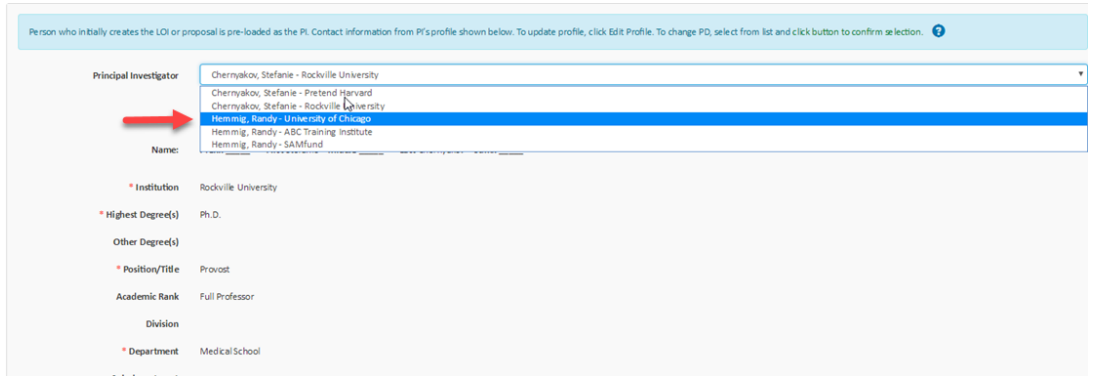 Person who initially creates the LOI or proposal is pre-loaded as the PI. Contact information from PI's profile shown below. To update profile, click Edit Profile. To change PD, select from list and click button to confirm selection. ?
Principal Investigator Chernyakov, Stefanie - Rockville University
Chernyakov, Stefanie - Pretend Harvard
Chernyakov, Stefanie - Rockville University
Hemmig, Randy - University of Chicago
Hemmig, Randy - ABC Training Institute
Hemmig, Randy - SAMfund
Name:
* Institution Rockville University
* Highest Degree(s) Ph.D.
Other Degree(s)
* Position/Title Provost
Academic Rank Full Professor
Division
* Department Medical School